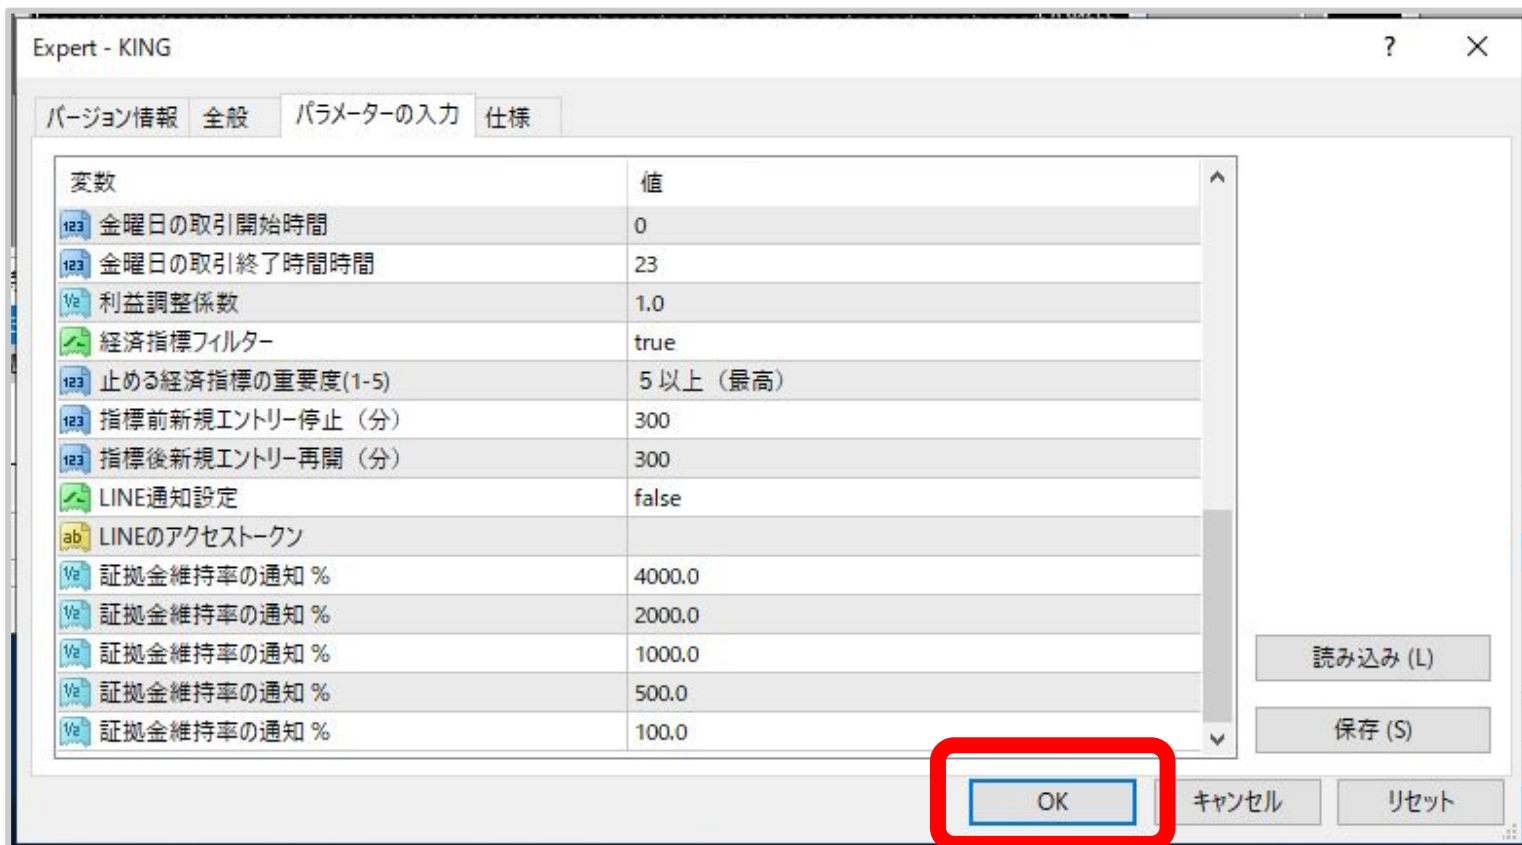 Expert - KING
バージョン情報 全般 パラメーターの入力 仕様
変数 値
金曜日の取引開始時間 0
金曜日の取引終了時間時間 23
利益調整係数 1.0
経済指標フィルター true
止める経済指標の重要度(1-5) 5以上（最高）
指標前新規エントリー停止（分） 300
指標後新規エントリー再開（分） 300
LINE通知設定 false
LINEのアクセストークン
証拠金維持率の通知 % 4000.0
証拠金維持率の通知 % 2000.0
証拠金維持率の通知 % 1000.0
証拠金維持率の通知 % 500.0
証拠金維持率の通知 % 100.0
読み込み (L)
保存 (S)
OK キャンセル リセット